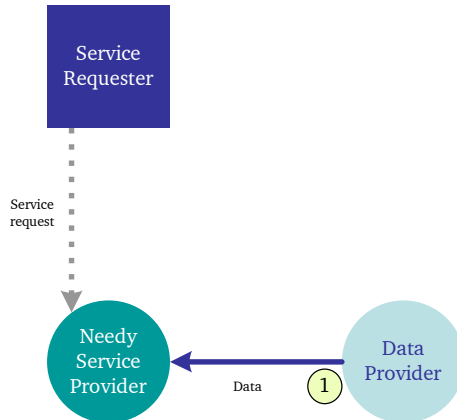 Service
Requester
Service
request
Needy
Service
Provider
Data
1
Data
Provider